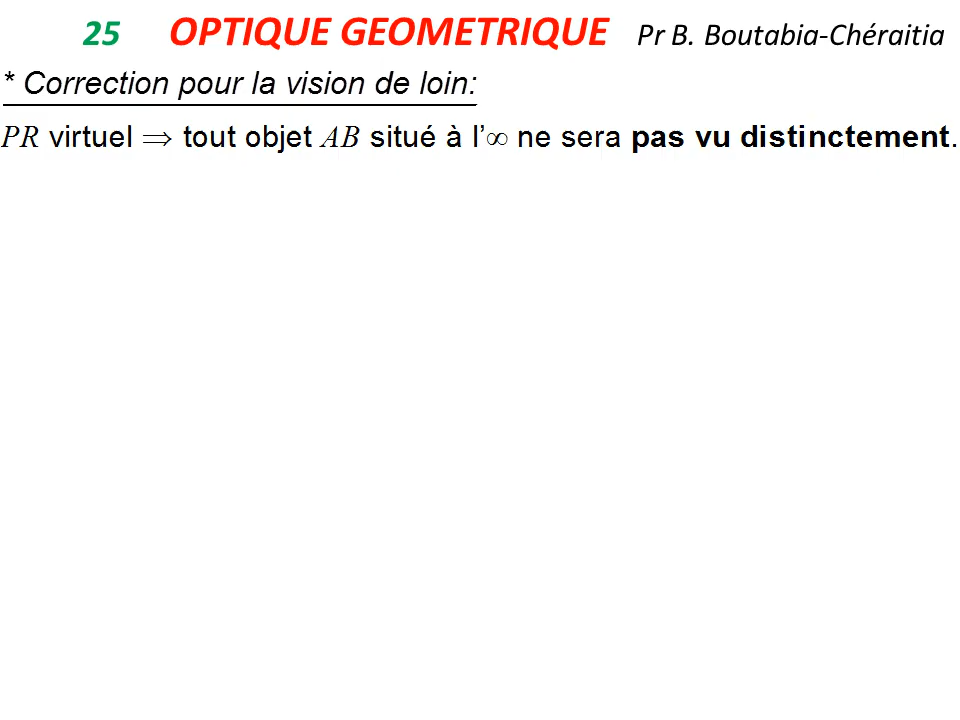 25 OPTIQUE GEOMETRIQUE Pr B. Boutabia-Chéraitia
* Correction pour la vision de loin:
PR virtuel ⇒ tout objet AB situé à l’∞ ne sera pas vu distinctement.